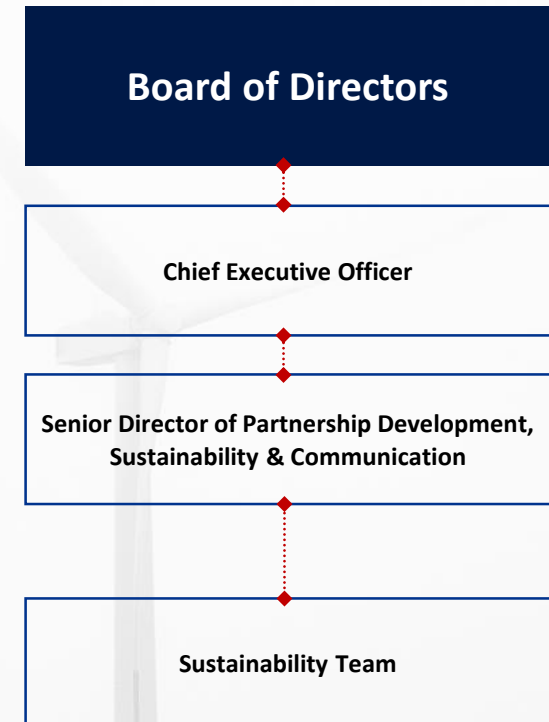 Board of Directors
Chief Executive Officer
Senior Director of Partnership Development,
Sustainability & Communication
Sustainability Team